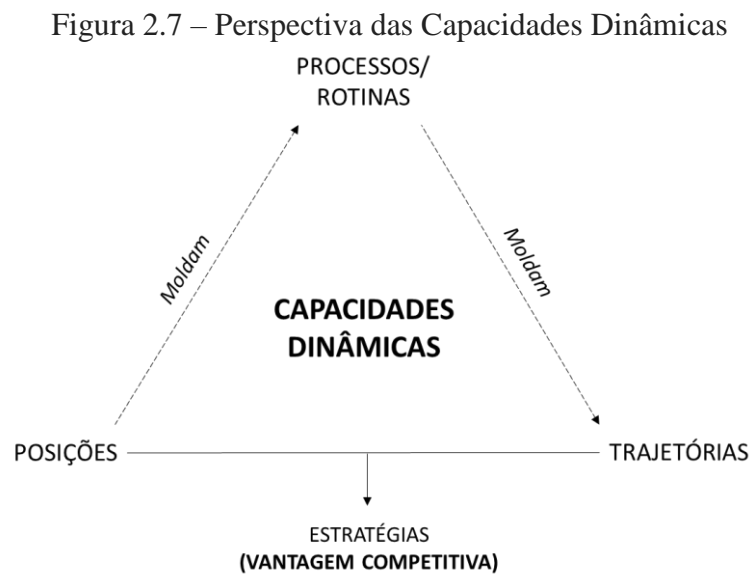 Figura 2.7 – Perspectiva das Capacidades Dinâmicas
PROCESSOS/
ROTINAS
Moldam
Moldam
CAPACIDADES
DINÂMICAS
POSIÇÕES
TRAJETÓRIAS
ESTRATÉGIAS
(VANTAGEM COMPETITIVA)